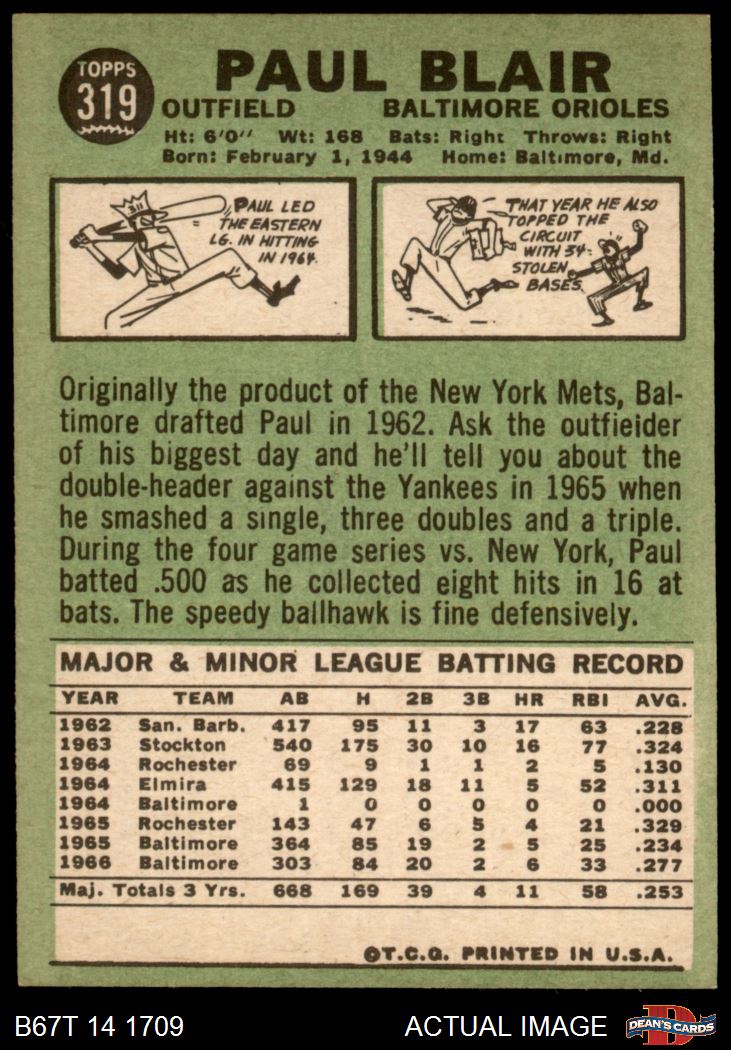 TOPPS
319
PAUL BLAIR
OUTFIELD BALTIMORE ORIOLES
Ht: 6'0" Wt: 168 Bats: Right Throws: Right
Born: February 1, 1944 Home: Baltimore, Md.
PAUL LED
THE EASTERN
LG. IN HITTING
IN 1964.
THAT YEAR HE ALSO
TOPPED THE
CIRCUIT
WITH 34
STOLEN
BASES.
Originally the product of the New York Mets, Bal-
timore drafted Paul in 1962. Ask the outfieider
of his biggest day and he'll tell you about the
double-header against the Yankees in 1965 when
he smashed a single, three doubles and a triple.
During the four game series vs. New York, Paul
batted .500 as he collected eight hits in 16 at
bats. The speedy ballhawk is fine defensively.
MAJOR & MINOR LEAGUE BATTING RECORD
YEAR TEAM AB H 2B 3B HR RBI AVG.
1962 San. Barb. 417 95 11 3 17 63 .228
1963 Stockton 540 175 30 10 16 77 .324
1964 Rochester 69 9 1 1 2 5 .130
1964 Elmira 415 129 18 11 5 52 .311
1964 Baltimore 1 0 0 0 0 0 .000
1965 Rochester 143 47 6 5 4 21 .329
1965 Baltimore 364 85 19 2 5 25 .234
1966 Baltimore 303 84 20 2 6 33 .277
Maj. Totals 3 Yrs. 668 169 39 4 11 58 .253
©T.C.G. PRINTED IN U.S.A.
B67T 14 1709 ACTUAL IMAGE D DEAN'S CARDS